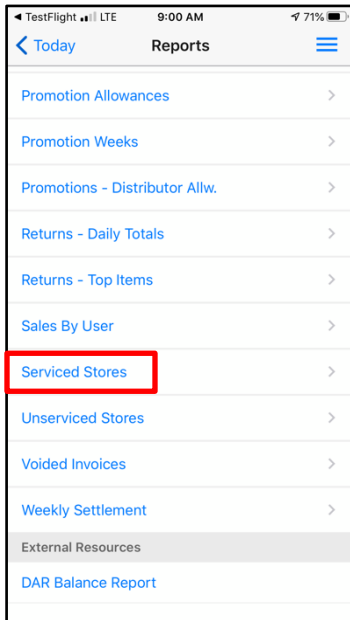 TestFlight LTE 9:00 AM 71%
Today Reports
Promotion Allowances
Promotion Weeks
Promotions - Distributor Allw.
Returns - Daily Totals
Returns - Top Items
Sales By User
Serviced Stores
Unserviced Stores
Voided Invoices
Weekly Settlement
External Resources
DAR Balance Report